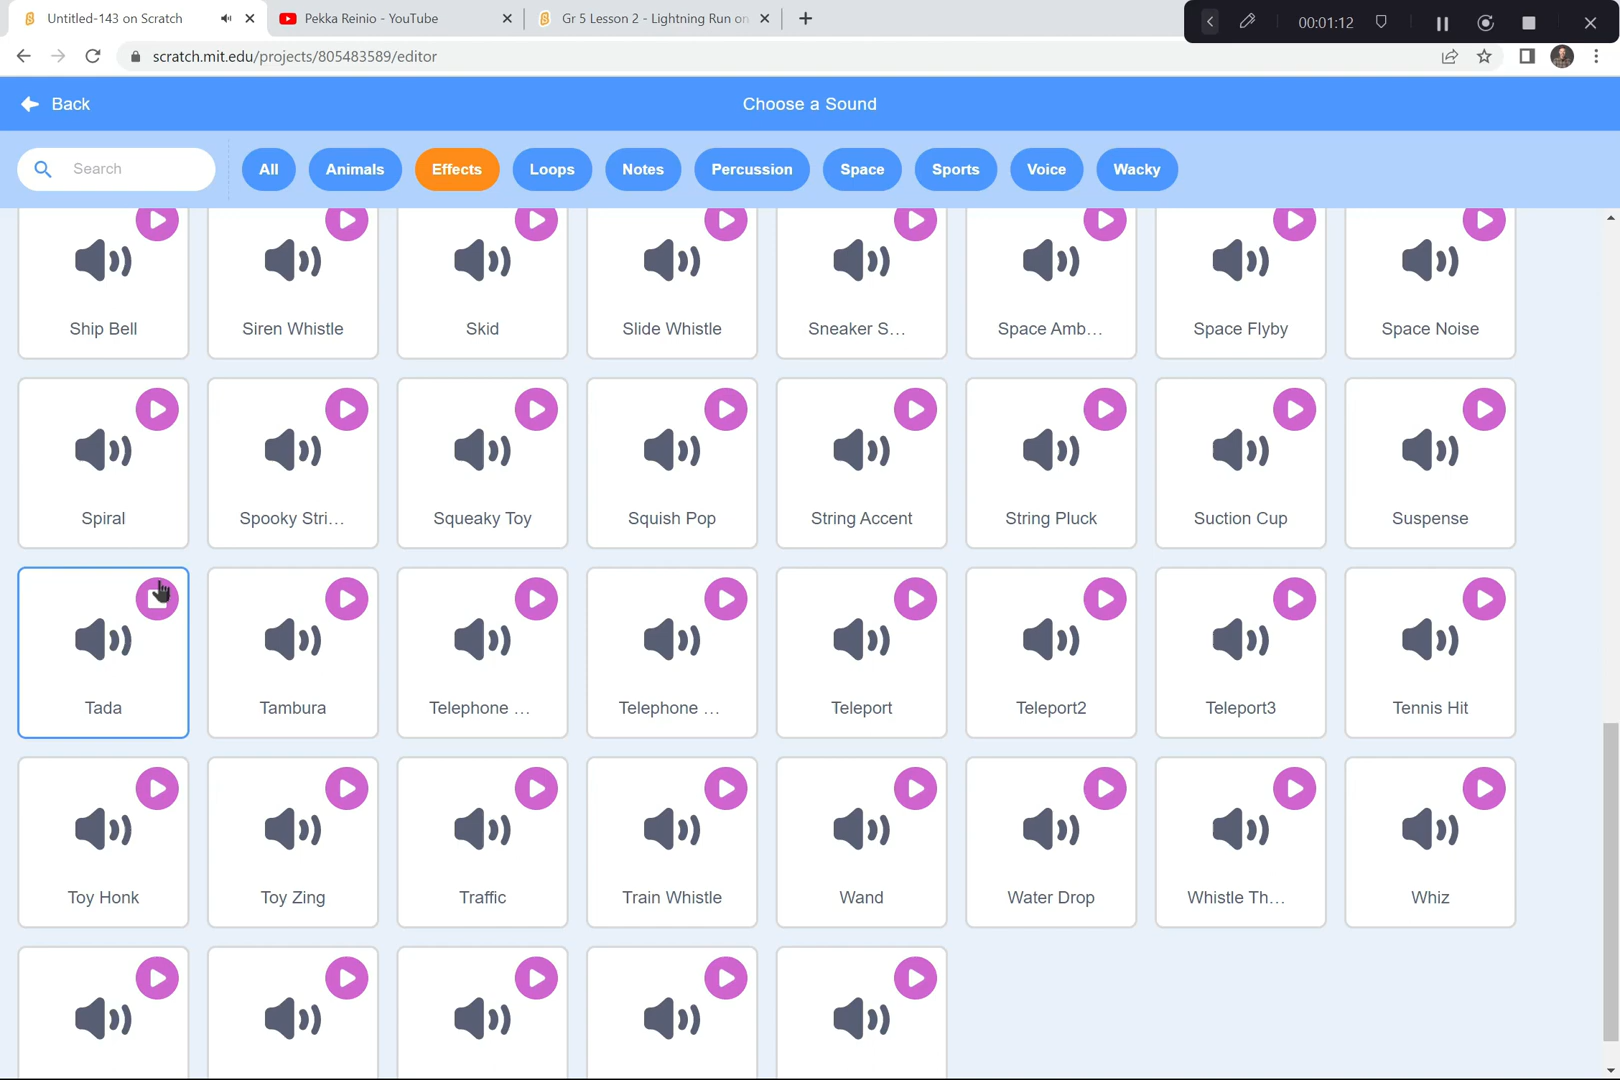 Untitled-143 on Scratch
Pekka Reinio - YouTube
Gr 5 Lesson 2 - Lightning Run on
00:01:12
scratch.mit.edu/projects/805483589/editor
Back
Choose a Sound
Search
All
Animals
Effects
Loops
Notes
Percussion
Space
Sports
Voice
Wacky
Ship Bell
Siren Whistle
Skid
Slide Whistle
Sneaker S...
Space Amb...
Space Flyby
Space Noise
Spiral
Spooky Stri...
Squeaky Toy
Squish Pop
String Accent
String Pluck
Suction Cup
Suspense
Tada
Tambura
Telephone ...
Telephone ...
Teleport
Teleport2
Teleport3
Tennis Hit
Toy Honk
Toy Zing
Traffic
Train Whistle
Wand
Water Drop
Whistle Th...
Whiz